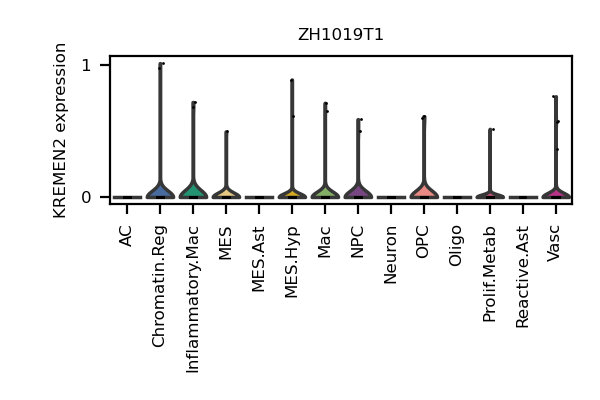 ZH1019T1
KREMEN2 expression
1
0
AC
Chromatin.Reg
Inflammatory.Mac
MES
MES.Ast
MES.Hyp
Mac
NPC
Neuron
OPC
Oligo
Prolif.Metab
Reactive.Ast
Vasc